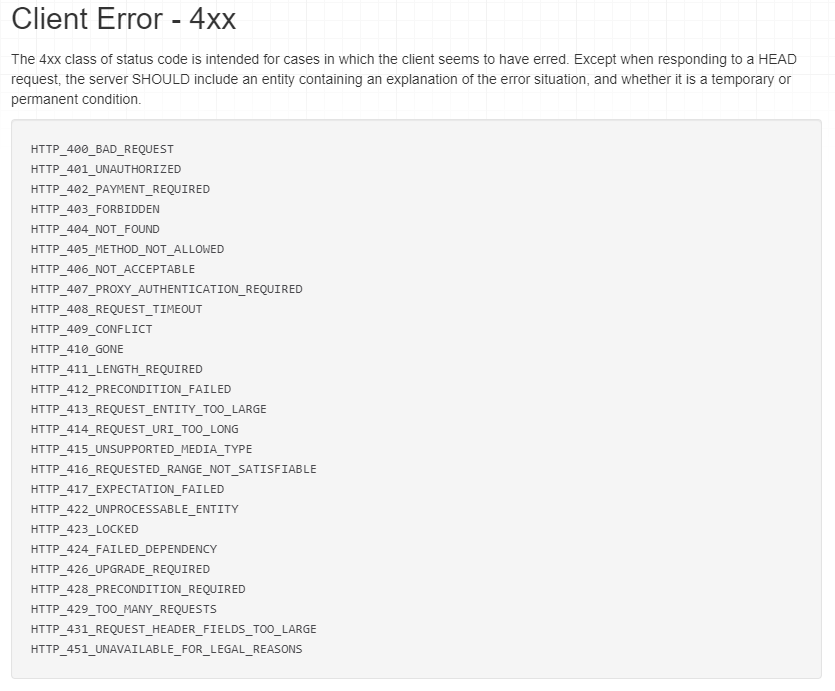 Client Error - 4xx
The 4xx class of status code is intended for cases in which the client seems to have erred. Except when responding to a HEAD
request, the server SHOULD include an entity containing an explanation of the error situation, and whether it is a temporary or
permanent condition.
HTTP_400_BAD_REQUEST
HTTP_401_UNAUTHORIZED
HTTP_402_PAYMENT_REQUIRED
HTTP_403_FORBIDDEN
HTTP_404_NOT_FOUND
HTTP_405_METHOD_NOT_ALLOWED
HTTP_406_NOT_ACCEPTABLE
HTTP_407_PROXY_AUTHENTICATION_REQUIRED
HTTP_408_REQUEST_TIMEOUT
HTTP_409_CONFLICT
HTTP_410_GONE
HTTP_411_LENGTH_REQUIRED
HTTP_412_PRECONDITION_FAILED
HTTP_413_REQUEST_ENTITY_TOO_LARGE
HTTP_414_REQUEST_URI_TOO_LONG
HTTP_415_UNSUPPORTED_MEDIA_TYPE
HTTP_416_REQUESTED_RANGE_NOT_SATISFIABLE
HTTP_417_EXPECTATION_FAILED
HTTP_422_UNPROCESSABLE_ENTITY
HTTP_423_LOCKED
HTTP_424_FAILED_DEPENDENCY
HTTP_426_UPGRADE_REQUIRED
HTTP_428_PRECONDITION_REQUIRED
HTTP_429_TOO_MANY_REQUESTS
HTTP_431_REQUEST_HEADER_FIELDS_TOO_LARGE
HTTP_451_UNAVAILABLE_FOR_LEGAL_REASONS